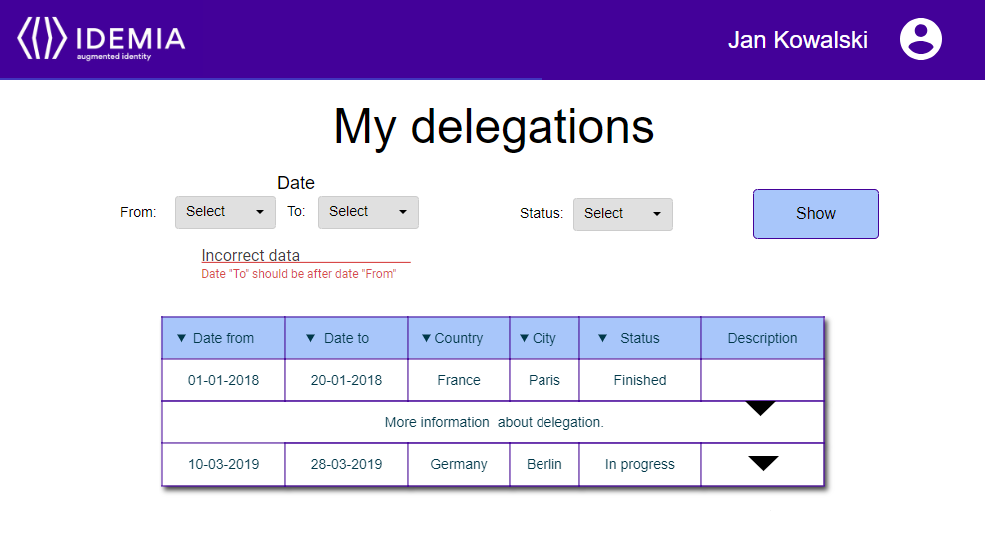 IDEMIA
augmented identity
Jan Kowalski
My delegations
Date
From: Select To: Select Status: Select Show
Incorrect data
Date "To" should be after date "From"
Date from Date to Country City Status Description
01-01-2018 20-01-2018 France Paris Finished
More information about delegation.
10-03-2019 28-03-2019 Germany Berlin In progress